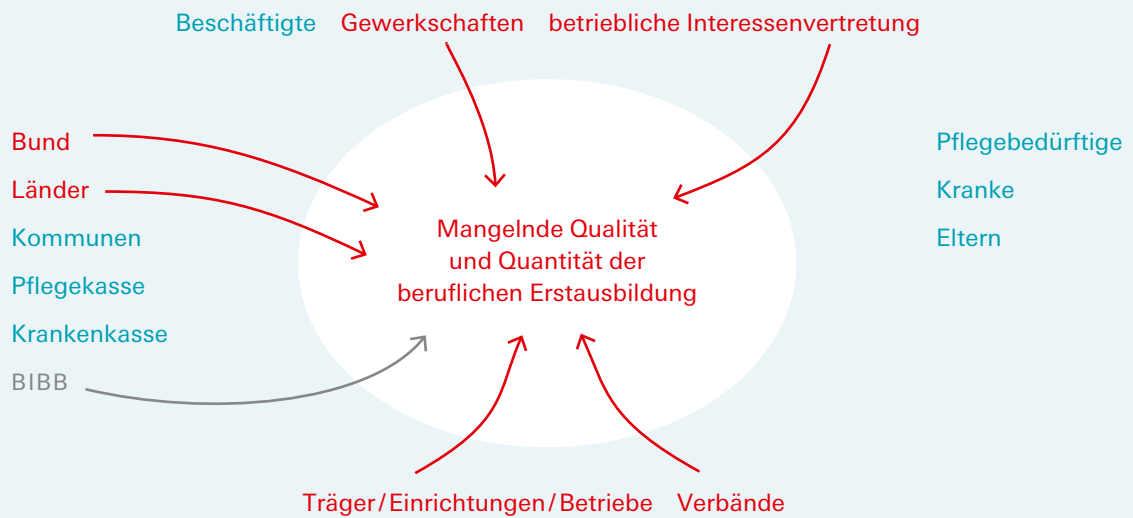 Beschäftigte Gewerkschaften betriebliche Interessenvertretung
Bund
Länder
Kommunen
Pflegekasse
Krankenkasse
BIBB
Mangelnde Qualität
und Quantität der
beruflichen Erstausbildung
Pflegebedürftige
Kranke
Eltern
Träger/Einrichtungen/Betriebe Verbände